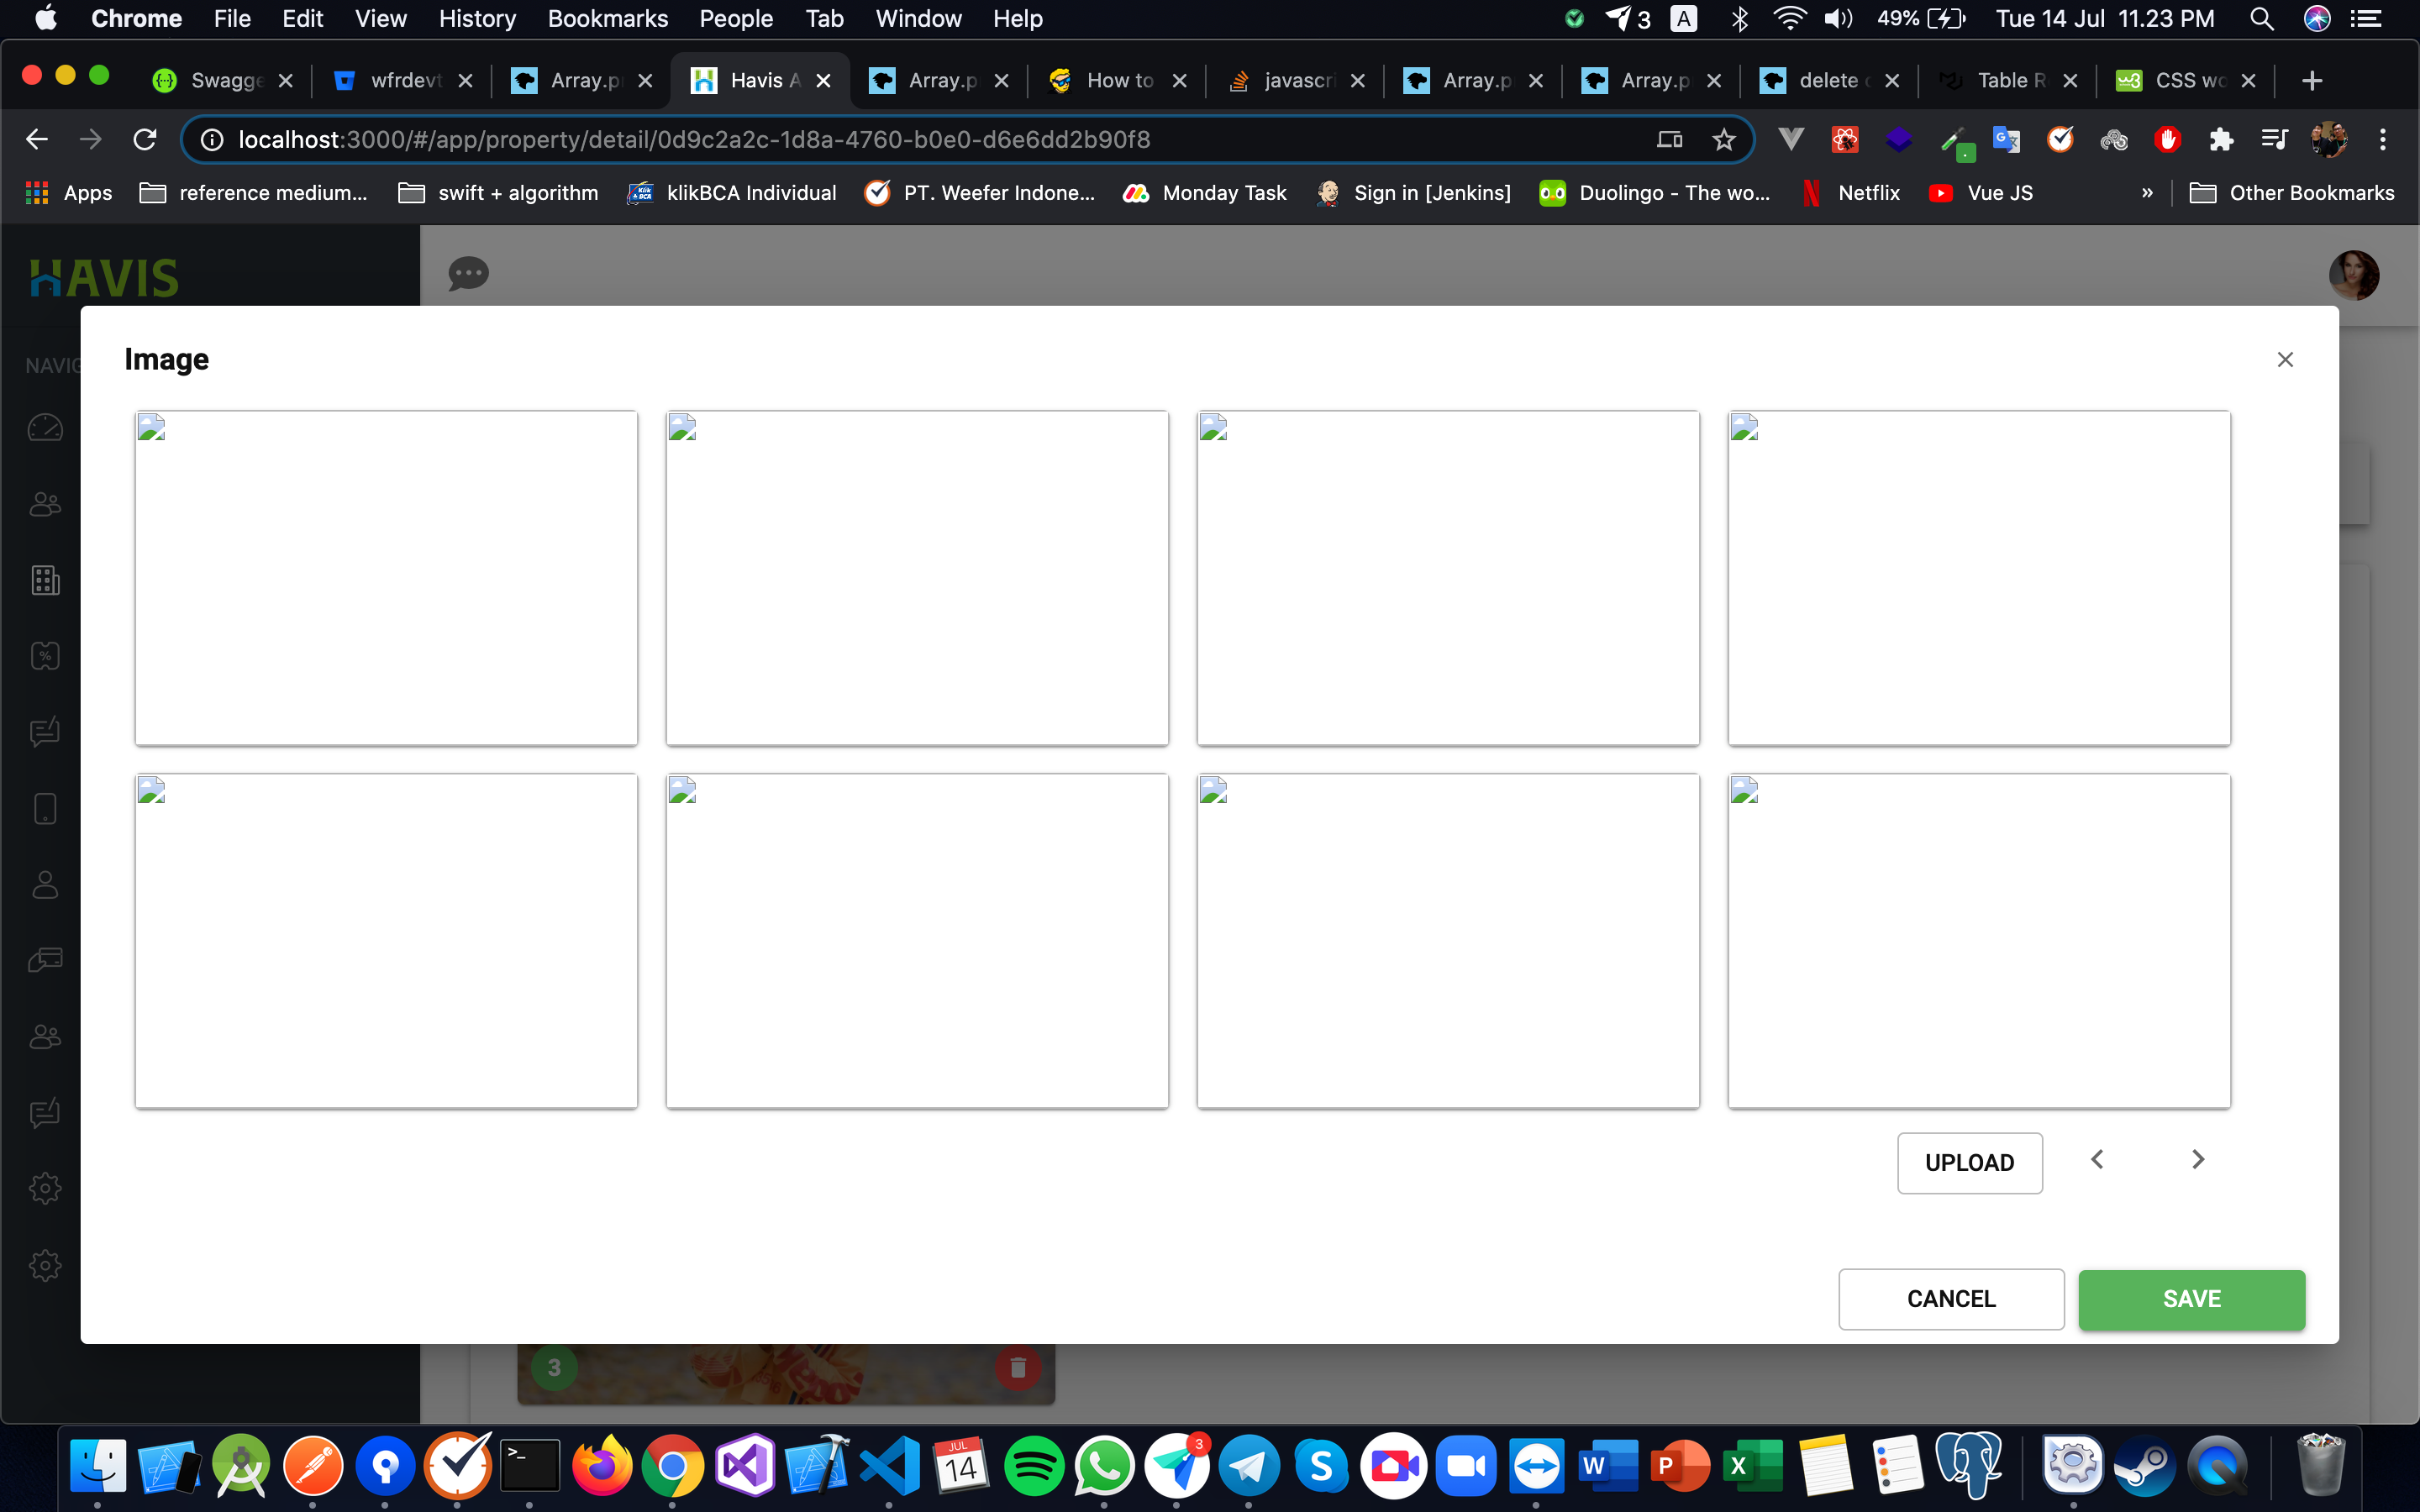 Chrome File Edit View History Bookmarks People Tab Window Help 3 A 49% Tue 14 Jul 11.23 PM
Swagge wfrdevt Array.p Havis A Array.p How to javascri Array.p Array.p delete Table R CSS wo
localhost:3000/#/app/property/detail/0d9c2a2c-1d8a-4760-b0e0-d6e6dd2b90f8
Apps reference medium... swift + algorithm klikBCA Individual PT. Weefer Indone... Monday Task Sign in [Jenkins] Duolingo - The wo... Netflix Vue JS » Other Bookmarks
HAVIS
NAVIG
Image
UPLOAD
CANCEL SAVE
3
JUL
14
3